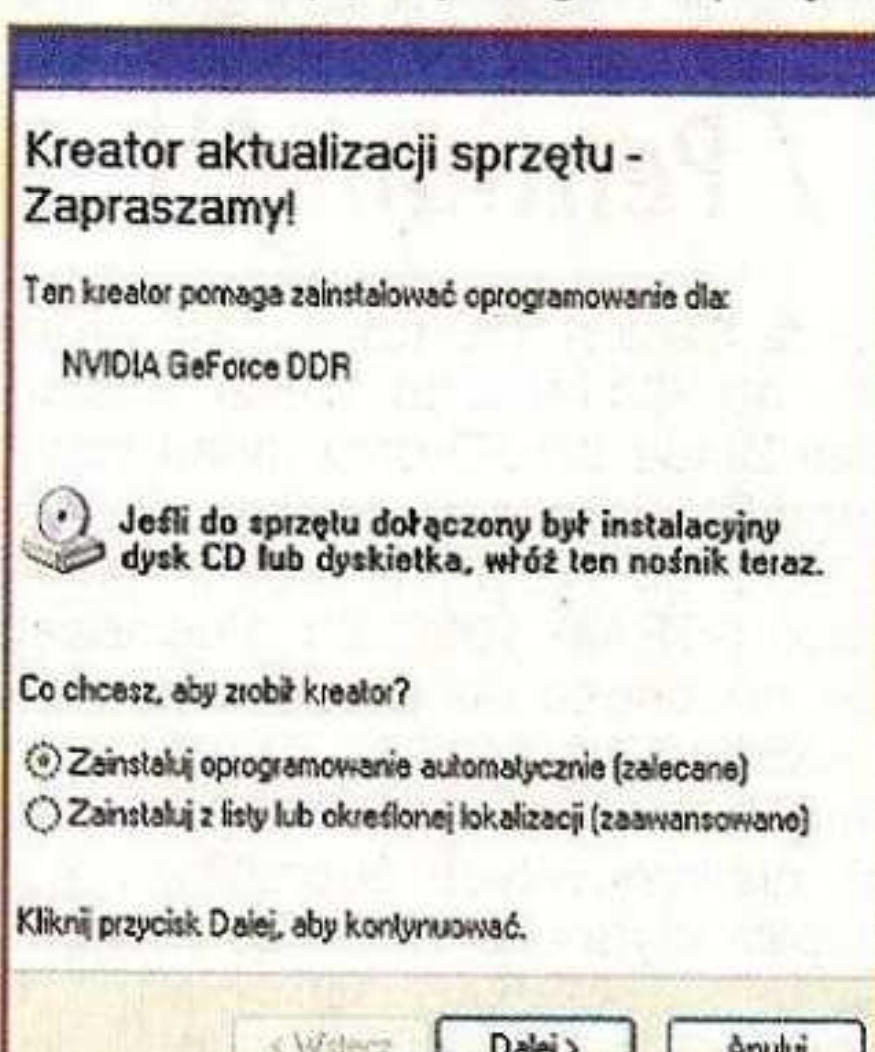 Kreator aktualizacji sprzętu -
Zapraszamy!
Ten kreator pomaga zainstalować oprogramowanie dla:
NVIDIA GeForce DDR
Jeśli do sprzętu dołączony był instalacyjny
dysk CD lub dyskietka, włóż ten nośnik teraz.
Co chcesz, aby zrobił kreator?
Zainstaluj oprogramowanie automatycznie (zalecane)
Zainstaluj z listy lub określonej lokalizacji (zaawansowane)
Kliknij przycisk Dalej, aby kontynuować.
< Wstecz Dalej > Anuluj